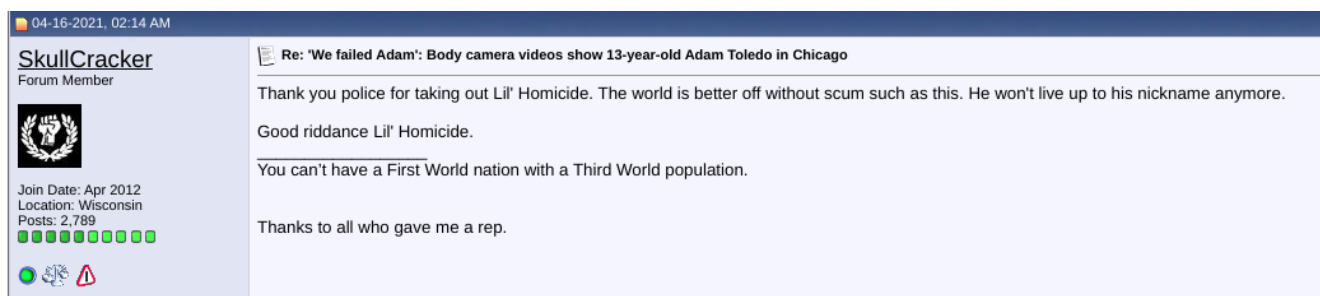 04-16-2021, 02:14 AM
SkullCracker
Forum Member
Join Date: Apr 2012
Location: Wisconsin
Posts: 2,789
Re: 'We failed Adam': Body camera videos show 13-year-old Adam Toledo in Chicago
Thank you police for taking out Lil' Homicide. The world is better off without scum such as this. He won't live up to his nickname anymore.
Good riddance Lil' Homicide.
You can’t have a First World nation with a Third World population.
Thanks to all who gave me a rep.